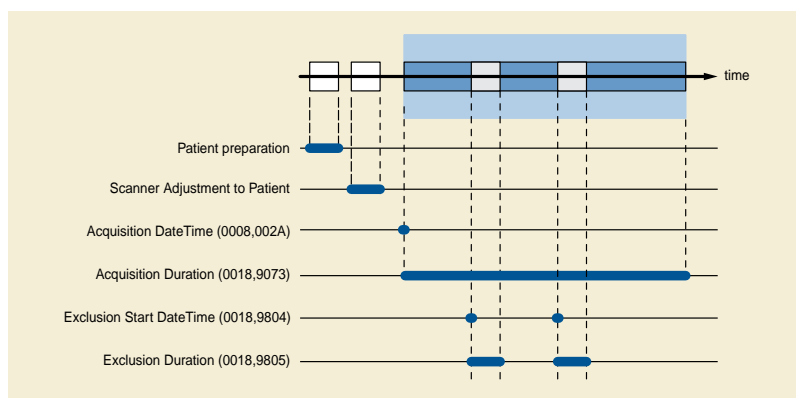 time
Patient preparation
Scanner Adjustment to Patient
Acquisition DateTime (0008,002A)
Acquisition Duration (0018,9073)
Exclusion Start DateTime (0018,9804)
Exclusion Duration (0018,9805)